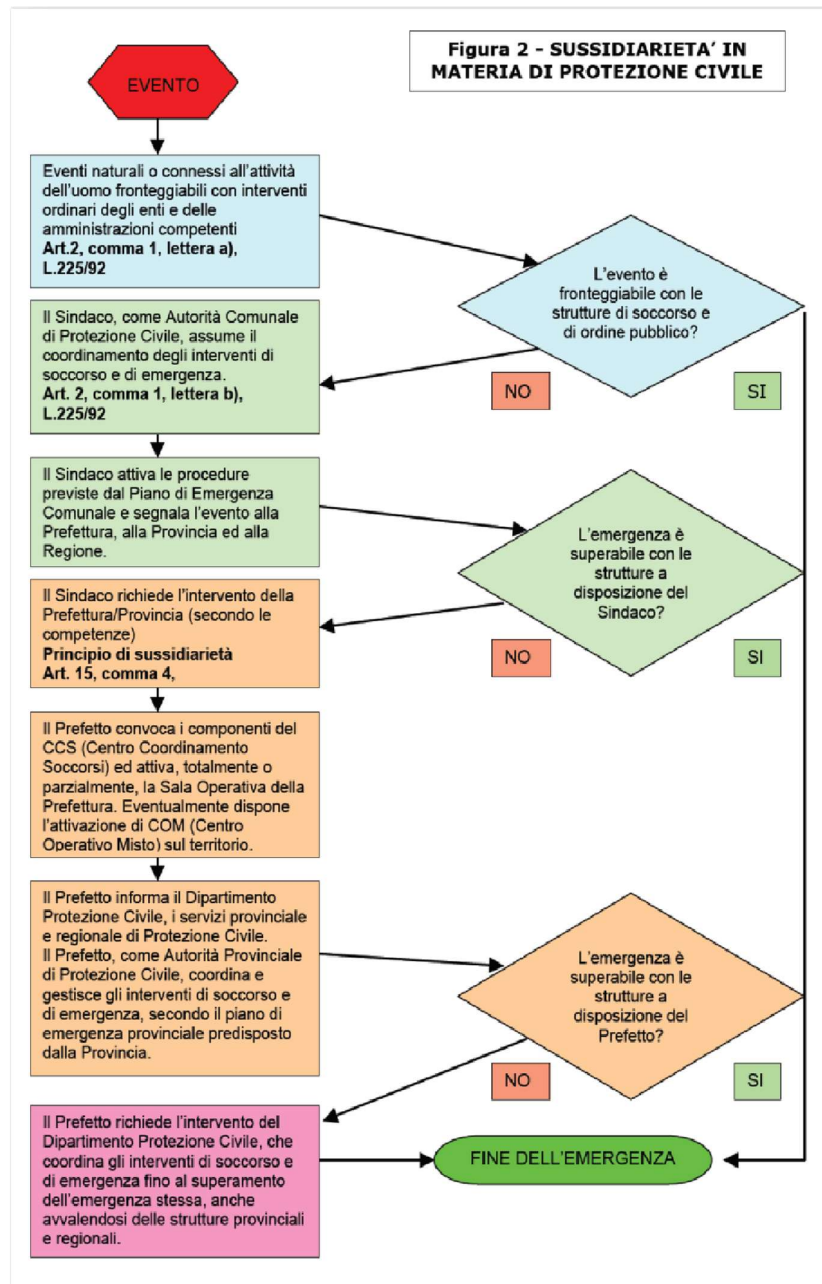 Figura 2 - SUSSIDIARIETA´ IN
MATERIA DI PROTEZIONE CIVILE
EVENTO
Eventi naturali o connessi all'attività
dell'uomo fronteggiabili con interventi
ordinari degli enti e delle
amministrazioni competenti
Art.2, comma 1, lettera a),
L.225/92
L'evento è
fronteggiabile con le
strutture di soccorso e
di ordine pubblico?
NO
SI
Il Sindaco, come Autorità Comunale
di Protezione Civile, assume il
coordinamento degli interventi di
soccorso e di emergenza.
Art. 2, comma 1, lettera b),
L.225/92
Il Sindaco attiva le procedure
previste dal Piano di Emergenza
Comunale e segnala l'evento alla
Prefettura, alla Provincia ed alla
Regione.
L'emergenza è
superabile con le
strutture a
disposizione del
Sindaco?
NO
SI
Il Sindaco richiede l'intervento della
Prefettura/Provincia (secondo le
competenze)
Principio di sussidiarietà
Art. 15, comma 4,
Il Prefetto convoca i componenti del
CCS (Centro Coordinamento
Soccorsi) ed attiva, totalmente o
parzialmente, la Sala Operativa della
Prefettura. Eventualmente dispone
l'attivazione di COM (Centro
Operativo Misto) sul territorio.
Il Prefetto informa il Dipartimento
Protezione Civile, i servizi provinciale
e regionale di Protezione Civile.
Il Prefetto, come Autorità Provinciale
di Protezione Civile, coordina e
gestisce gli interventi di soccorso e
di emergenza, secondo il piano di
emergenza provinciale predisposto
dalla Provincia.
L'emergenza è
superabile con le
strutture a
disposizione del
Prefetto?
NO
SI
Il Prefetto richiede l'intervento del
Dipartimento Protezione Civile, che
coordina gli interventi di soccorso e
di emergenza fino al superamento
dell'emergenza stessa, anche
avvalendosi delle strutture provinciali
e regionali.
FINE DELL'EMERGENZA